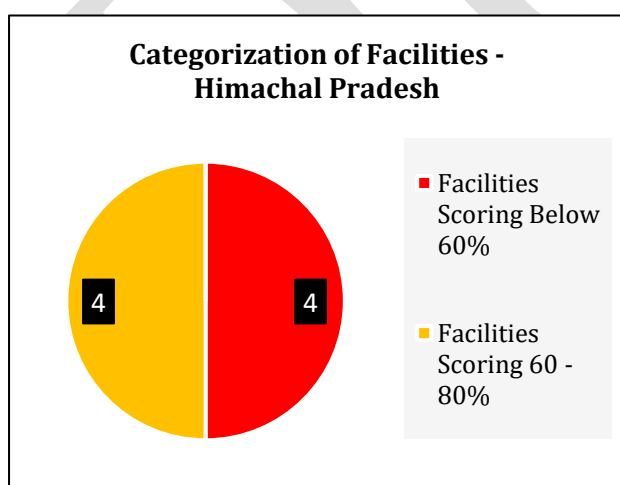 Categorization of Facilities -
Himachal Pradesh
4
4
Facilities
Scoring Below
60%
Facilities
Scoring 60 -
80%